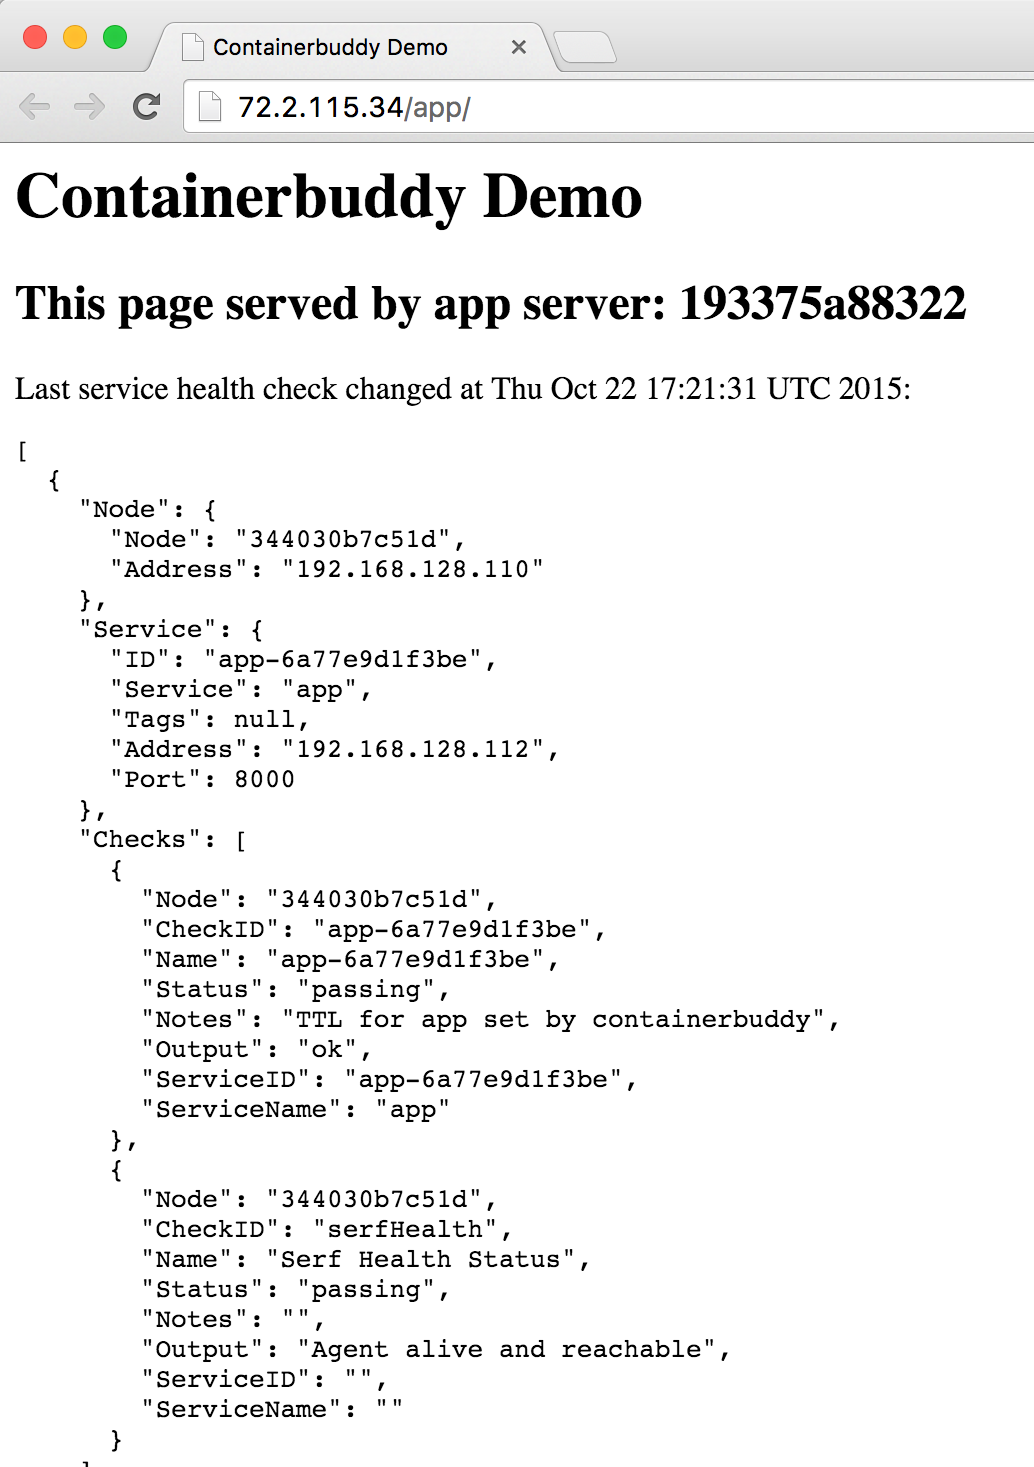 Containerbuddy Demo
72.2.115.34/app/
Containerbuddy Demo
This page served by app server: 193375a88322
Last service health check changed at Thu Oct 22 17:21:31 UTC 2015:
[
  {
    "Node": {
      "Node": "344030b7c51d",
      "Address": "192.168.128.110"
    },
    "Service": {
      "ID": "app-6a77e9d1f3be",
      "Service": "app",
      "Tags": null,
      "Address": "192.168.128.112",
      "Port": 8000
    },
    "Checks": [
      {
        "Node": "344030b7c51d",
        "CheckID": "app-6a77e9d1f3be",
        "Name": "app-6a77e9d1f3be",
        "Status": "passing",
        "Notes": "TTL for app set by containerbuddy",
        "Output": "ok",
        "ServiceID": "app-6a77e9d1f3be",
        "ServiceName": "app"
      },
      {
        "Node": "344030b7c51d",
        "CheckID": "serfHealth",
        "Name": "Serf Health Status",
        "Status": "passing",
        "Notes": "",
        "Output": "Agent alive and reachable",
        "ServiceID": "",
        "ServiceName": ""
      }
    ]